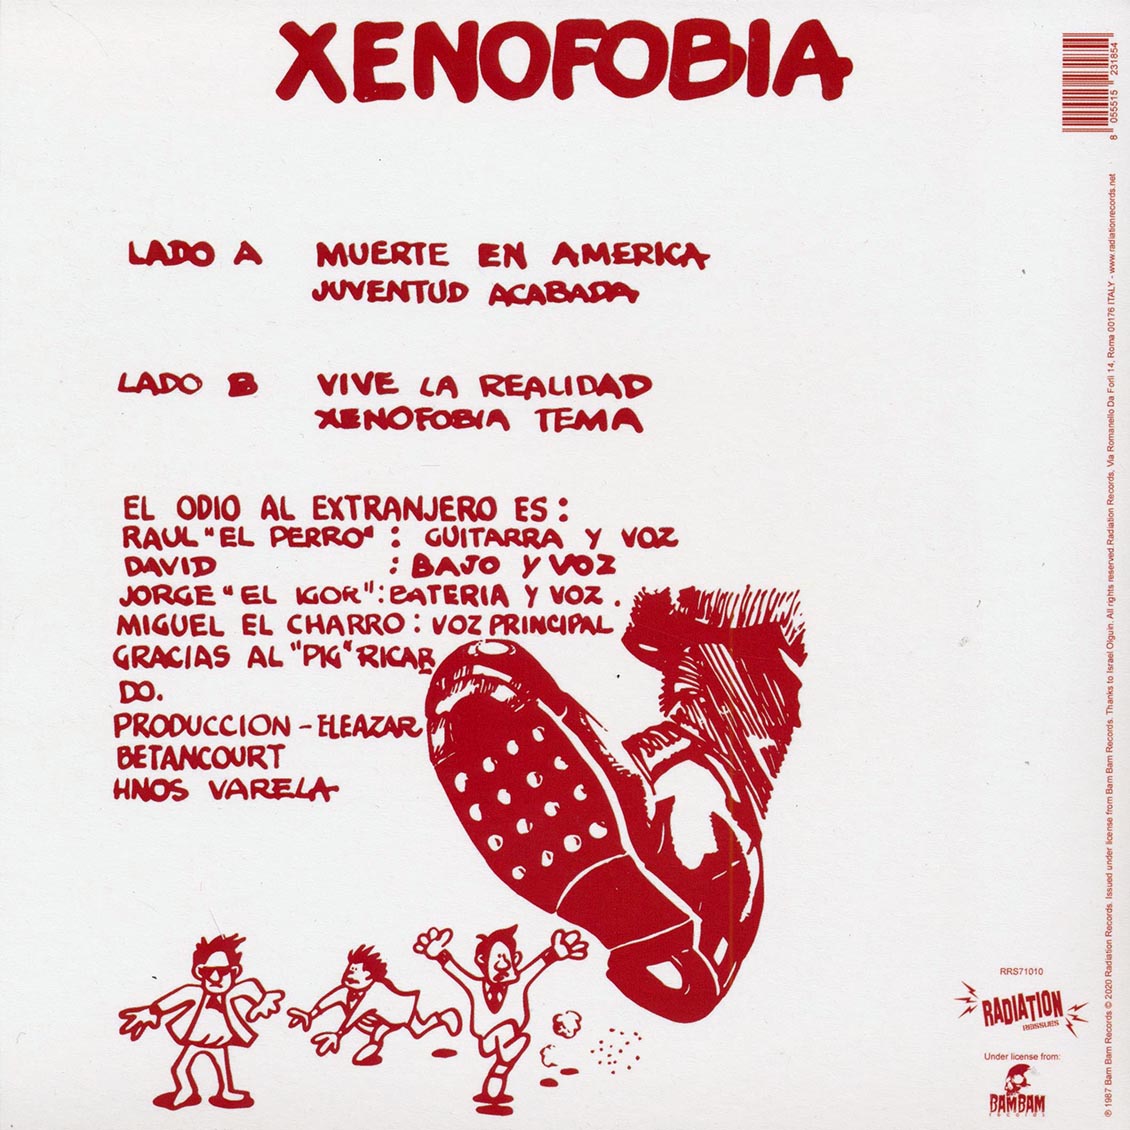 XENOFOBIA
LADO A MUERTE EN AMERICA
JUVENTUD ACABADA
LADO B VIVE LA REALIDAD
XENOFOBIA TEMA
EL ODIO AL EXTRANJERO ES:
RAUL "EL PERRO" : GUITARRA Y VOZ
DAVID : BAJO Y VOZ
JORGE "EL IGOR": BATERIA Y VOZ.
MIGUEL EL CHARRO: VOZ PRINCIPAL
GRACIAS AL "PIG" RICAR
DO.
PRODUCCION - ELEAZAR
BETANCOURT
HNOS VARELA
8 055515 231854
℗ 1987 Bam Bam Records © 2020 Radiation Records. Issued under license from Bam Bam Records. Thanks to Israel Olguin. All rights reserved.Radiation Records, Via Romanello Da Forlì 14, Roma 00176 ITALY - www.radiationrecords.net
RRS71010
RADIATION
REISSUES
Under license from:
BAMBAM
records